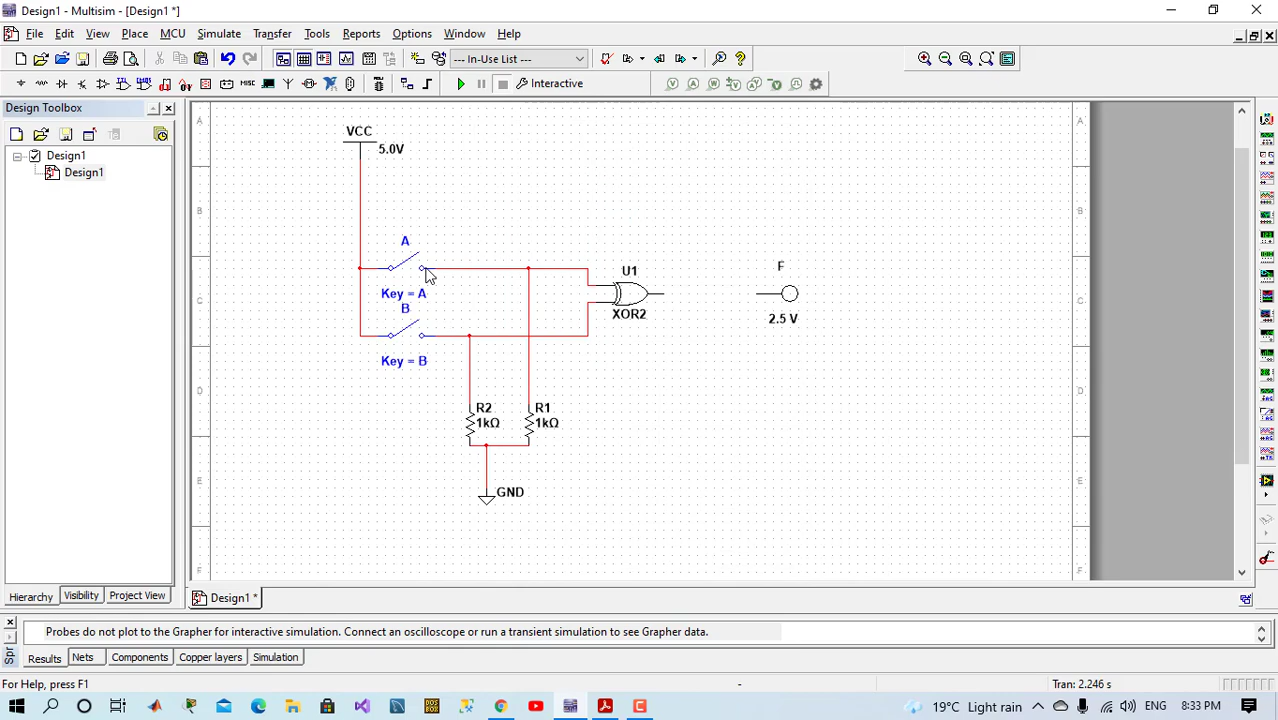 Design1 - Multisim - [Design1 *]
File Edit View Place MCU Simulate Transfer Tools Reports Options Window Help
--- In-Use List ---
Interactive
Design Toolbox
Design1
Design1
A
B
C
D
E
F
VCC
5.0V
A
Key = A
B
Key = B
U1
XOR2
F
2.5 V
R2
1kΩ
R1
1kΩ
GND
A
B
C
D
E
F
Hierarchy Visibility Project View
Design1 *
Probes do not plot to the Grapher for interactive simulation. Connect an oscilloscope or run a transient simulation to see Grapher data.
Spr
Results Nets Components Copper layers Simulation
For Help, press F1
-
Tran: 2.246 s
19°C Light rain
ENG
8:33 PM